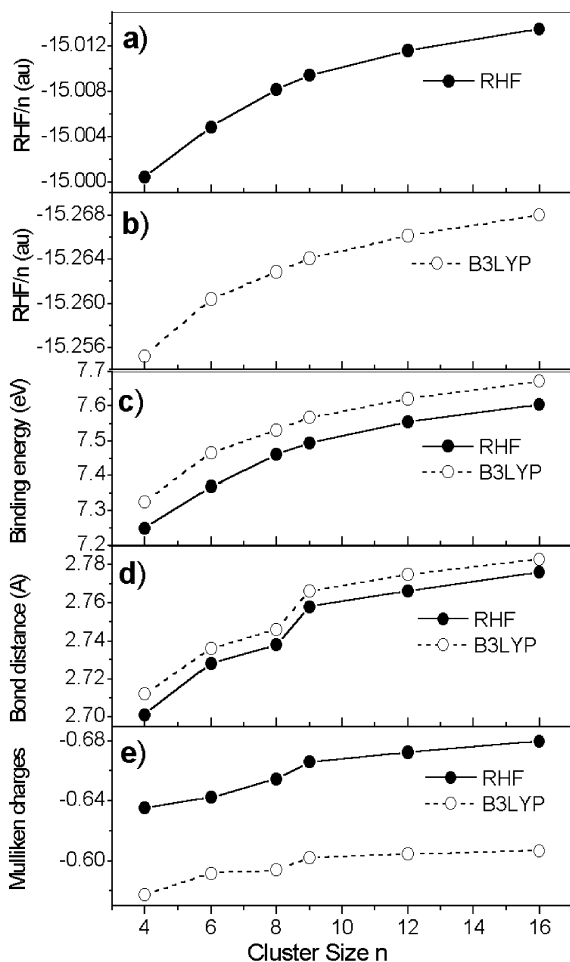 a)
RHF/n (au)
-15.012
-15.008
-15.004
-15.000
RHF
b)
RHF/n (au)
-15.268
-15.264
-15.260
-15.256
B3LYP
c)
Binding energy (eV)
7.7
7.6
7.5
7.4
7.3
7.2
RHF
B3LYP
d)
Bond distance (A)
2.78
2.76
2.74
2.72
2.70
RHF
B3LYP
e)
Mulliken charges
-0.68
-0.64
-0.60
RHF
B3LYP
4 6 8 10 12 14 16
Cluster Size n